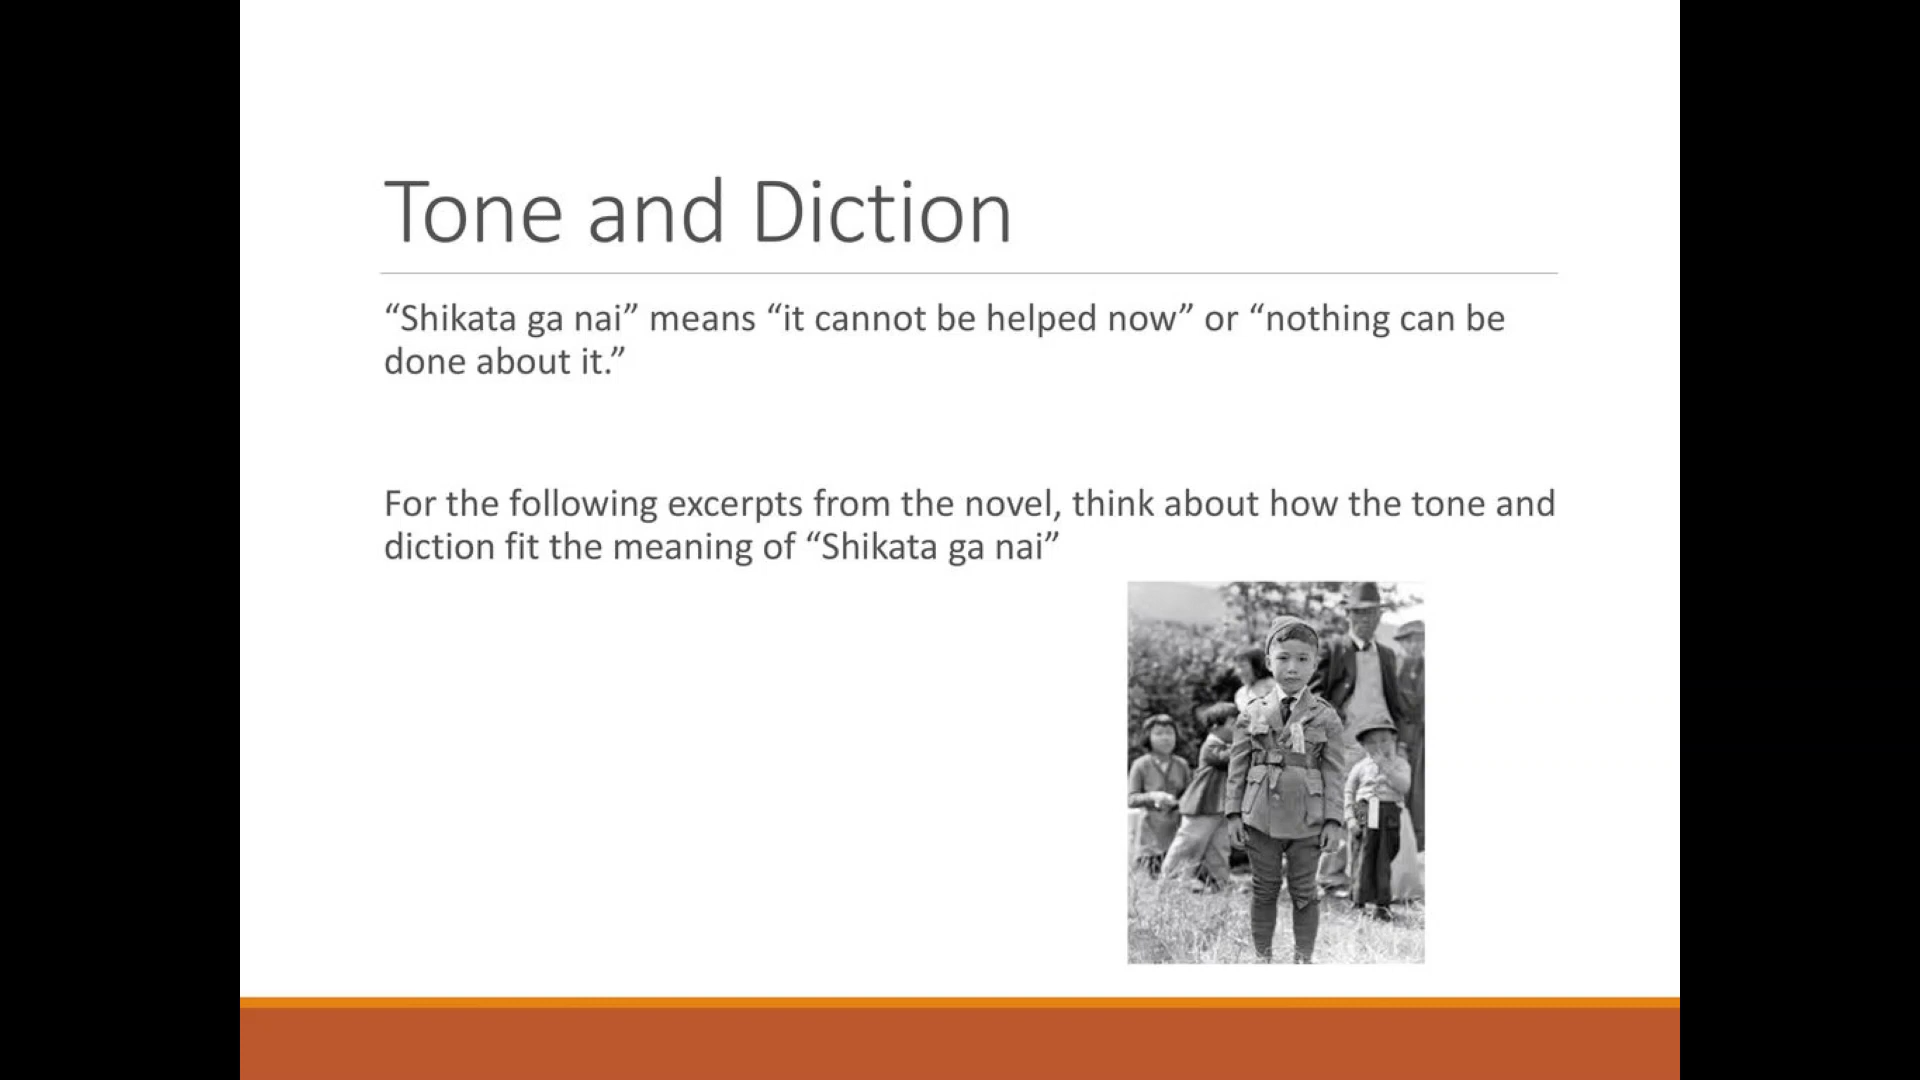 Tone and Diction
“Shikata ga nai” means “it cannot be helped now” or “nothing can be
done about it.”
For the following excerpts from the novel, think about how the tone and
diction fit the meaning of “Shikata ga nai”